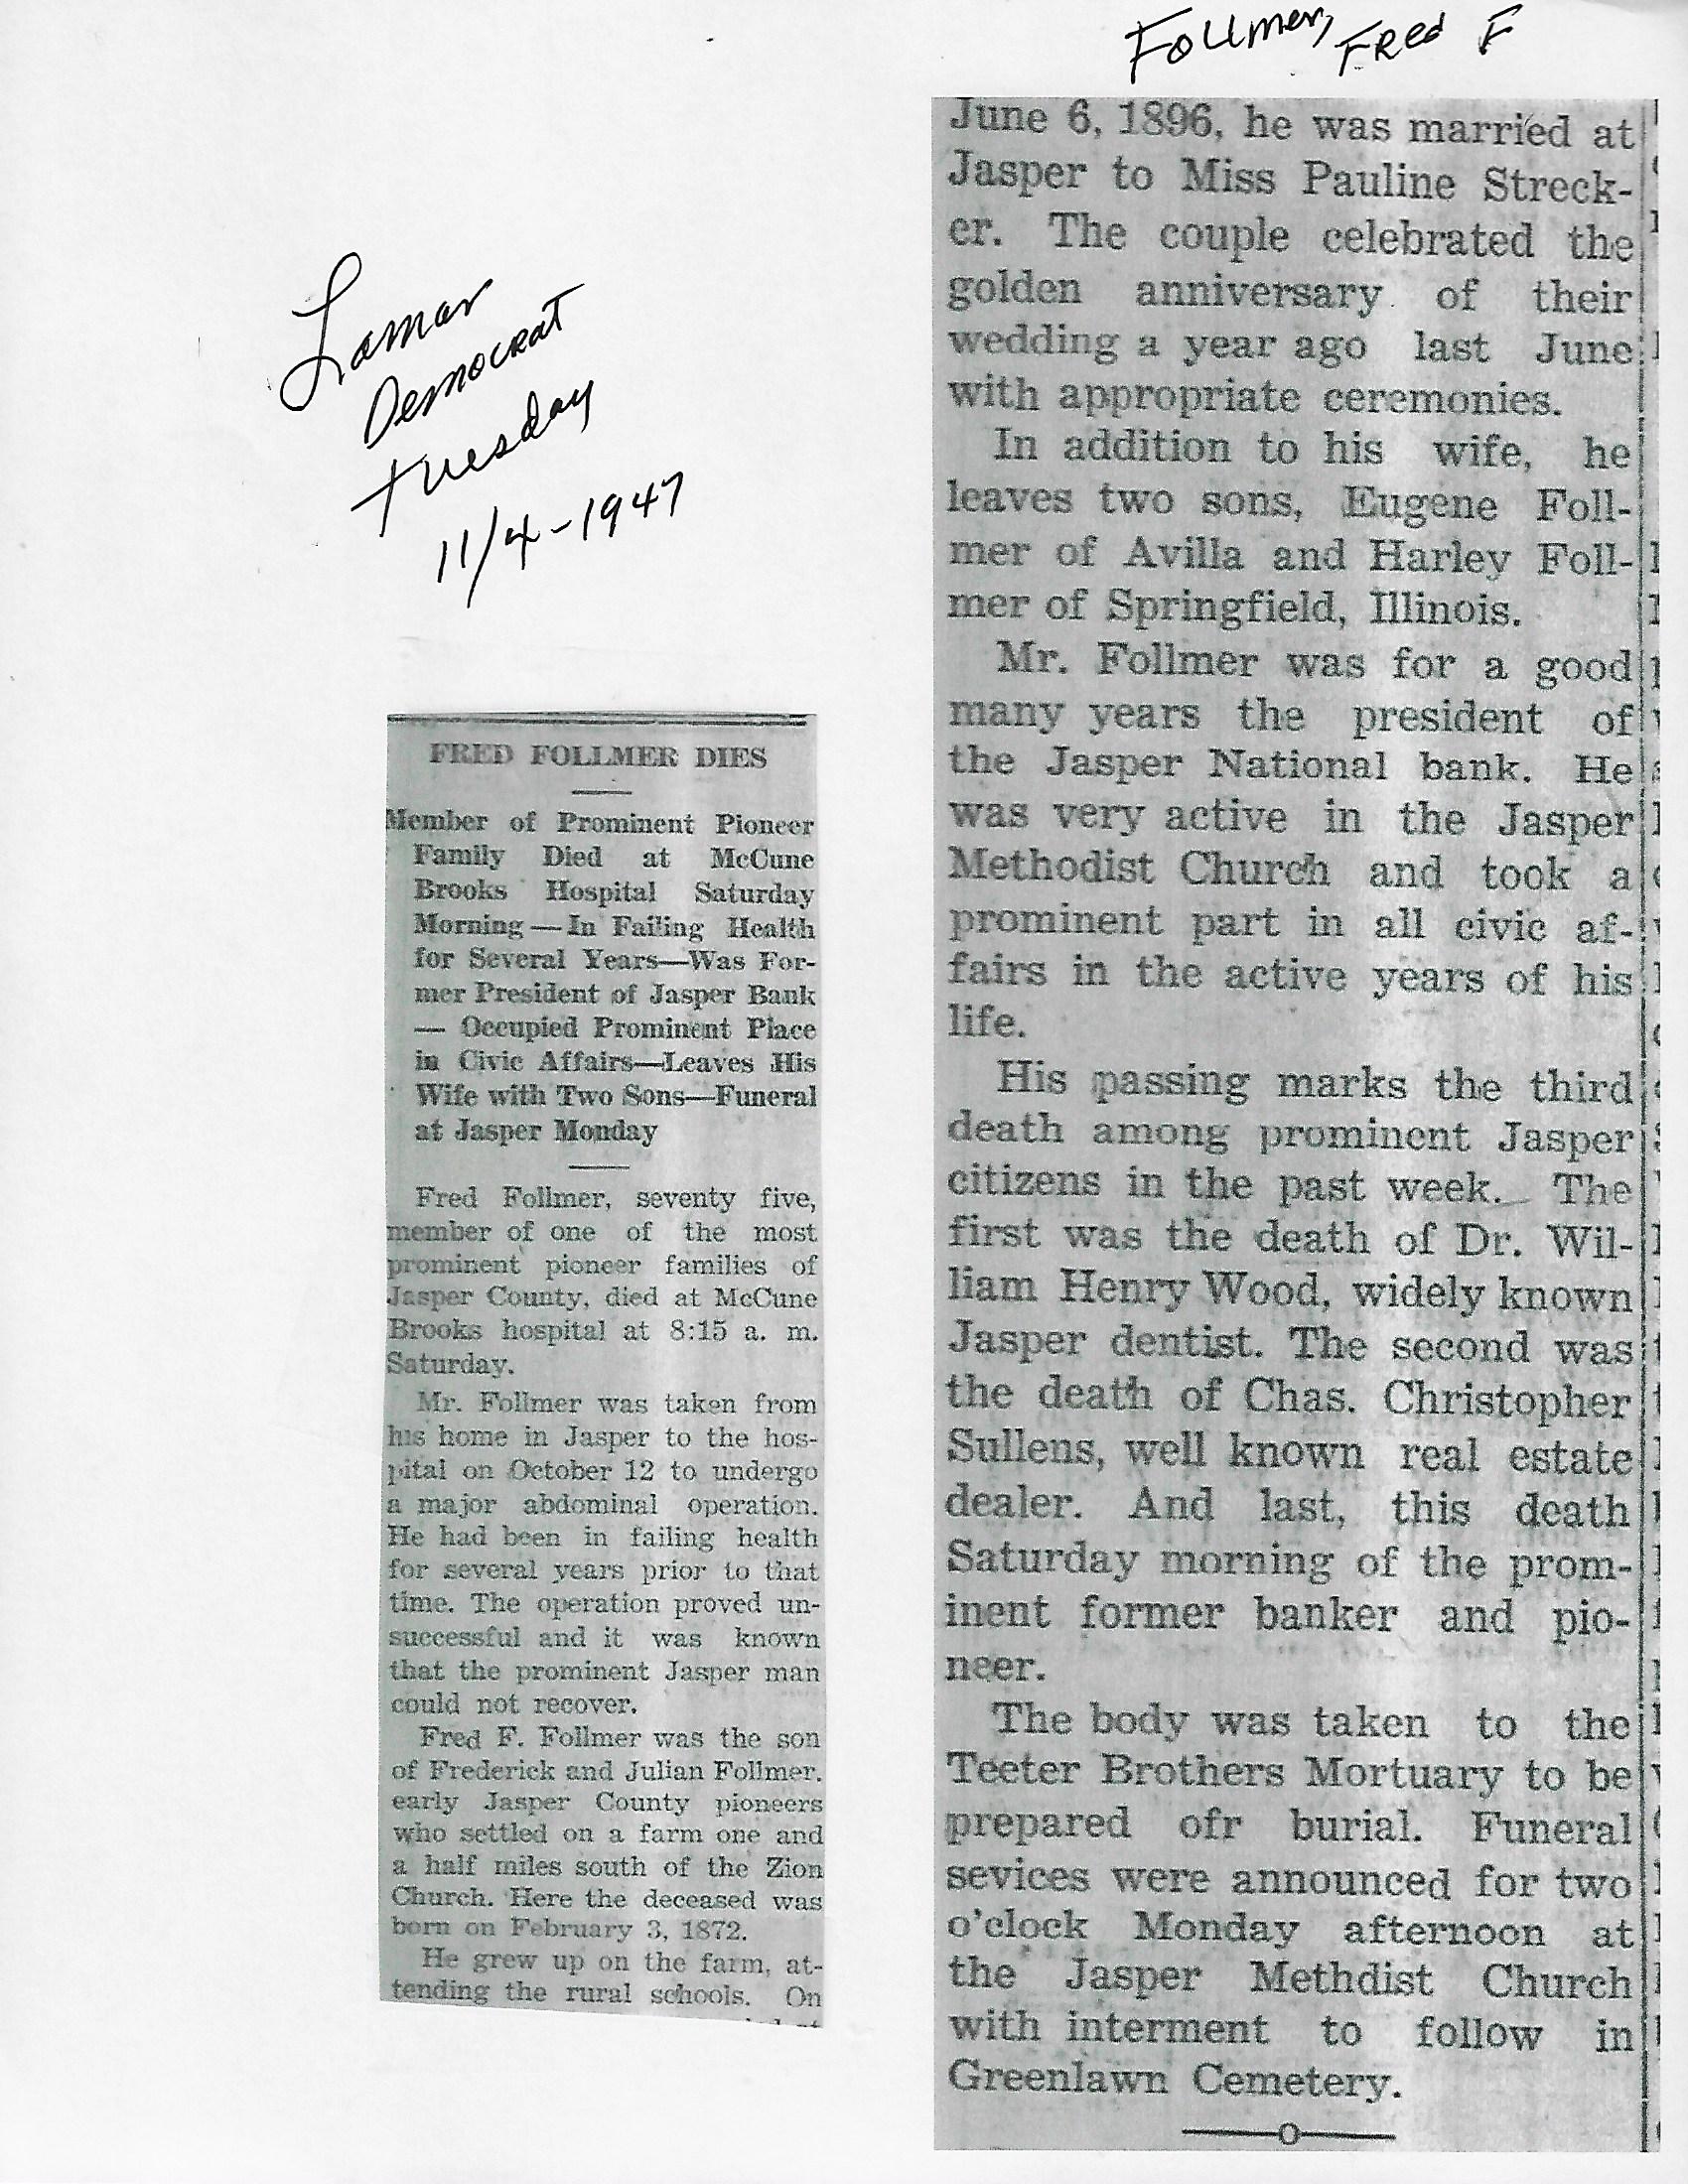 Follmer, Fred F
Lamar
Democrat
Tuesday
11/4-1947
FRED FOLLMER DIES
Member of Prominent Pioneer
Family Died at McCune
Brooks Hospital Saturday
Morning — In Failing Health
for Several Years—Was For-
mer President of Jasper Bank
— Occupied Prominent Place
in Civic Affairs—Leaves His
Wife with Two Sons—Funeral
at Jasper Monday
Fred Follmer, seventy five,
member of one of the most
prominent pioneer families of
Jasper County, died at McCune
Brooks hospital at 8:15 a. m.
Saturday.
Mr. Follmer was taken from
his home in Jasper to the hos-
pital on October 12 to undergo
a major abdominal operation.
He had been in failing health
for several years prior to that
time. The operation proved un-
successful and it was known
that the prominent Jasper man
could not recover.
Fred F. Follmer was the son
of Frederick and Julian Follmer,
early Jasper County pioneers
who settled on a farm one and
a half miles south of the Zion
Church. Here the deceased was
born on February 3, 1872.
He grew up on the farm, at-
tending the rural schools. On
June 6, 1896, he was married at
Jasper to Miss Pauline Streck-
er. The couple celebrated the
golden anniversary of their
wedding a year ago last June
with appropriate ceremonies.
In addition to his wife, he
leaves two sons, Eugene Foll-
mer of Avilla and Harley Foll-
mer of Springfield, Illinois.
Mr. Follmer was for a good
many years the president of
the Jasper National bank. He
was very active in the Jasper
Methodist Church and took a
prominent part in all civic af-
fairs in the active years of his
life.
His passing marks the third
death among prominent Jasper
citizens in the past week. The
first was the death of Dr. Wil-
liam Henry Wood, widely known
Jasper dentist. The second was
the death of Chas. Christopher
Sullens, well known real estate
dealer. And last, this death
Saturday morning of the prom-
inent former banker and pio-
neer.
The body was taken to the
Teeter Brothers Mortuary to be
prepared ofr burial. Funeral
sevices were announced for two
o'clock Monday afternoon at
the Jasper Methdist Church
with interment to follow in
Greenlawn Cemetery.